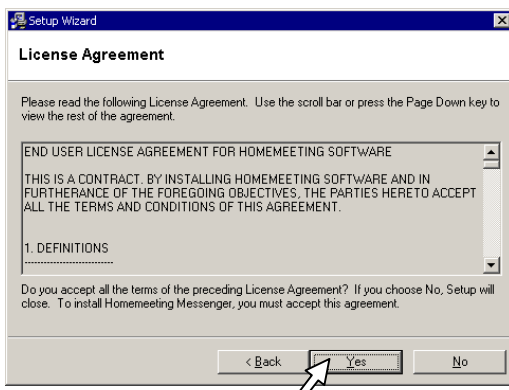 Setup Wizard
License Agreement
Please read the following License Agreement. Use the scroll bar or press the Page Down key to
view the rest of the agreement.
END USER LICENSE AGREEMENT FOR HOMEMEETING SOFTWARE
THIS IS A CONTRACT. BY INSTALLING HOMEMEETING SOFTWARE AND IN
FURTHERANCE OF THE FOREGOING OBJECTIVES, THE PARTIES HERETO ACCEPT
ALL THE TERMS AND CONDITIONS OF THIS AGREEMENT.
1. DEFINITIONS
----------------------------
Do you accept all the terms of the preceding License Agreement? If you choose No, Setup will
close. To install Homemeeting Messenger, you must accept this agreement.
< Back Yes No